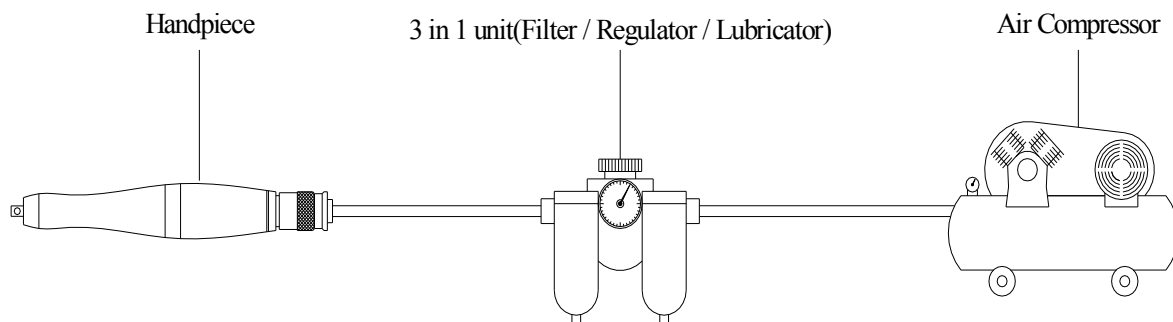 Handpiece
3 in 1 unit(Filter / Regulator / Lubricator)
Air Compressor